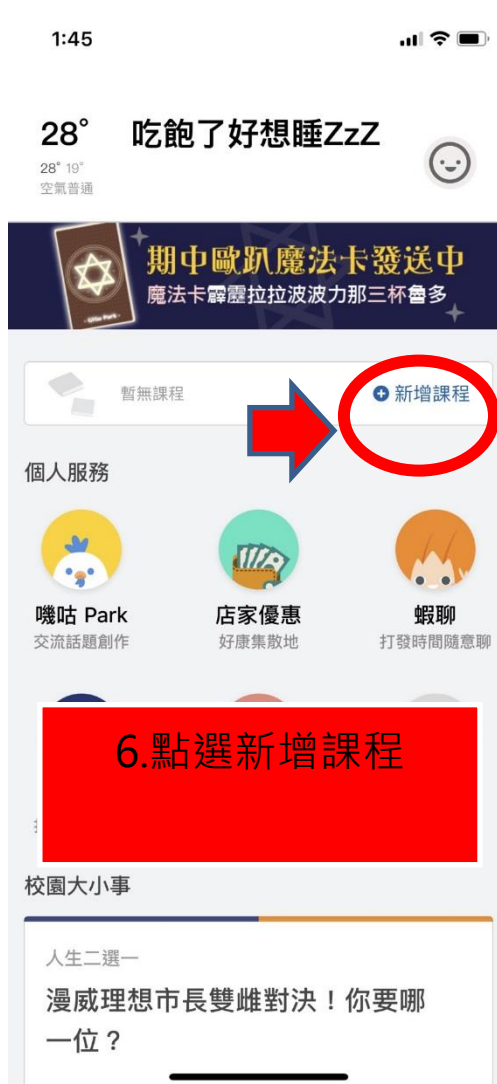 1:45
28°
吃飽了好想睡ZzZ
28° 19°
空氣普通
期中歐趴魔法卡發送中
魔法卡霹靂拉拉波波力那三杯魯多
暫無課程
新增課程
個人服務
嘰咕 Park
店家優惠
蝦聊
交流話題創作
好康集散地
打發時間隨意聊
6.點選新增課程
校園大小事
人生二選一
漫威理想市長雙雌對決！你要哪
一位？